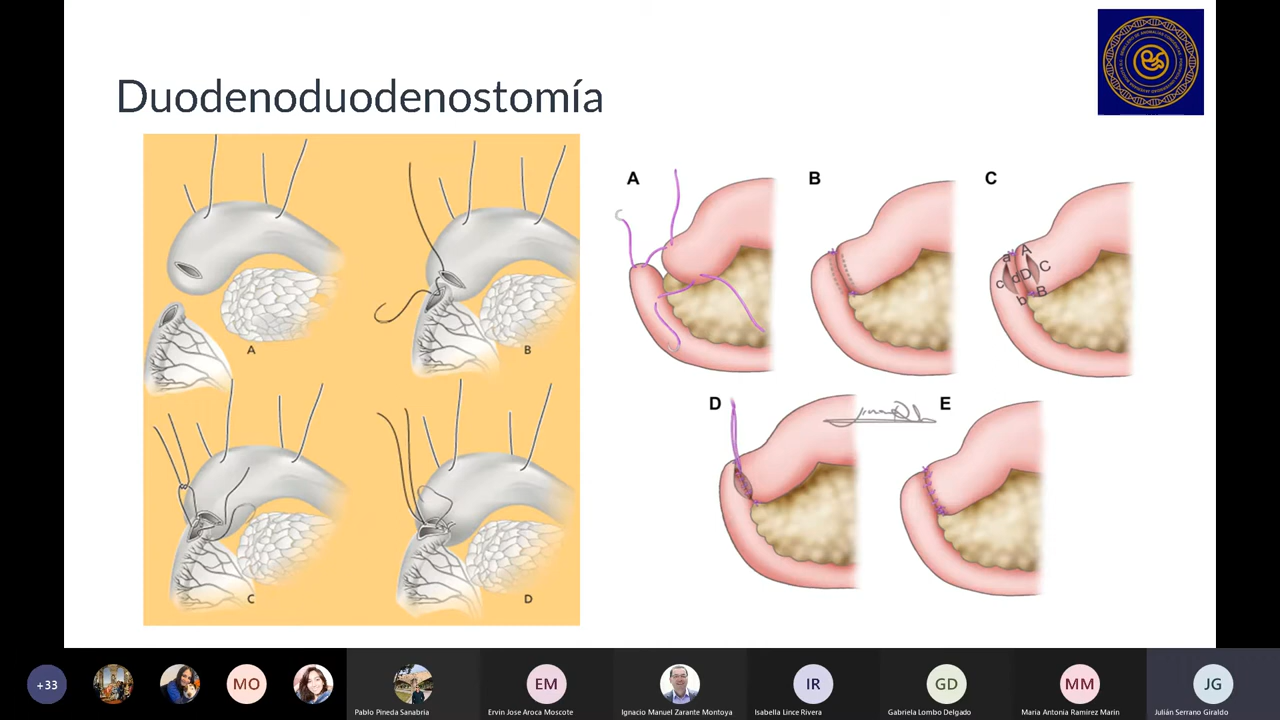 Duodenoduodenostomía
A
B
C
D
A
B
C
a
A
c
d
D
C
b
B
D
E
+33
MO
EM
IR
GD
MM
JG
Pablo Pineda Sanabria
Ervin Jose Aroca Moscote
Ignacio Manuel Zarante Montoya
Isabella Lince Rivera
Gabriela Lombo Delgado
Maria Antonia Ramirez Marin
Julián Serrano Giraldo